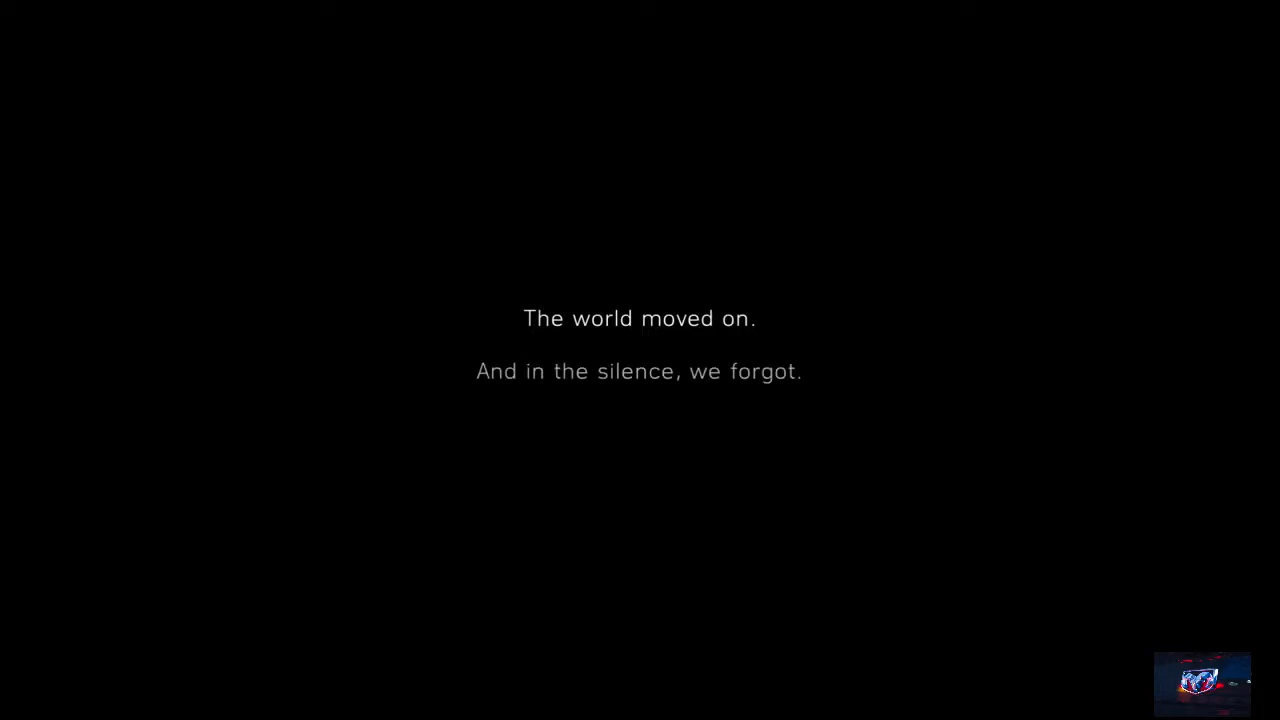 The world moved on.
And in the silence, we forgot.